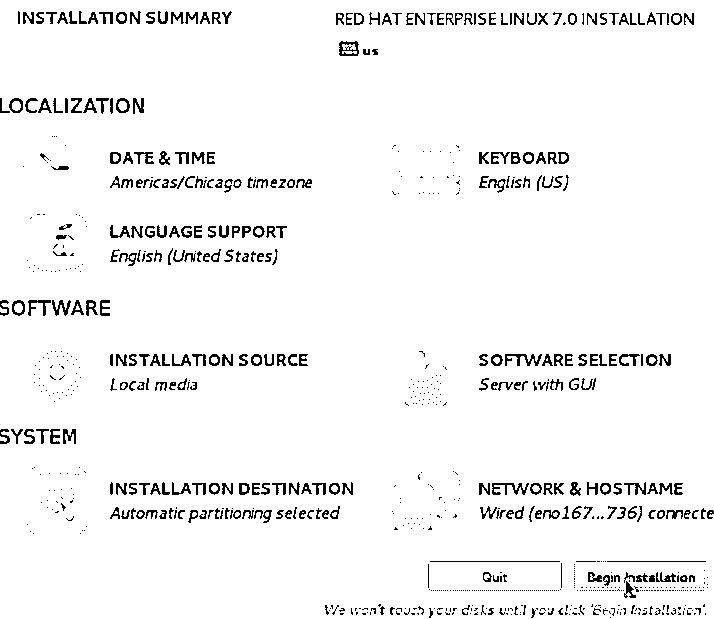 INSTALLATION SUMMARY
RED HAT ENTERPRISE LINUX 7.0 INSTALLATION
us
LOCALIZATION
DATE & TIME
Americas/Chicago timezone
KEYBOARD
English (US)
LANGUAGE SUPPORT
English (United States)
SOFTWARE
INSTALLATION SOURCE
Local media
SOFTWARE SELECTION
Server with GUI
SYSTEM
INSTALLATION DESTINATION
Automatic partitioning selected
NETWORK & HOSTNAME
Wired (eno167...736) connecte
Quit
Begin Installation
We won't touch your disks until you click 'Begin Installation'.